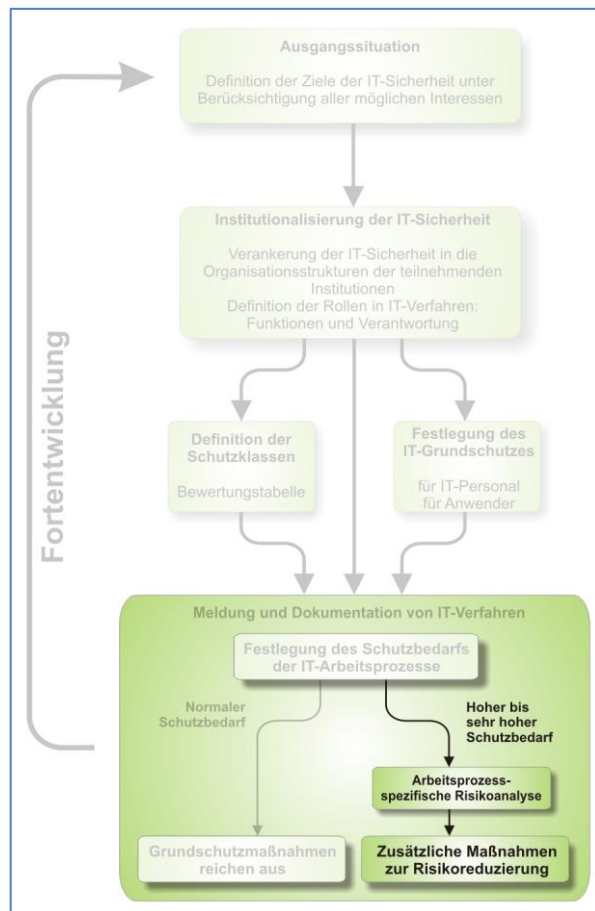 Ausgangssituation
Definition der Ziele der IT-Sicherheit unter
Berücksichtigung aller möglichen Interessen
Institutionalisierung der IT-Sicherheit
Verankerung der IT-Sicherheit in die
Organisationsstrukturen der teilnehmenden
Institutionen
Definition der Rollen in IT-Verfahren:
Funktionen und Verantwortung
Fortentwicklung
Definition der
Schutzklassen
Bewertungstabelle
Festlegung des
IT-Grundschutzes
für IT-Personal
für Anwender
Meldung und Dokumentation von IT-Verfahren
Festlegung des Schutzbedarfs
der IT-Arbeitsprozesse
Normaler
Schutzbedarf
Hoher bis
sehr hoher
Schutzbedarf
Arbeitsprozess-
spezifische Risikoanalyse
Grundschutzmaßnahmen
reichen aus
Zusätzliche Maßnahmen
zur Risikoreduzierung